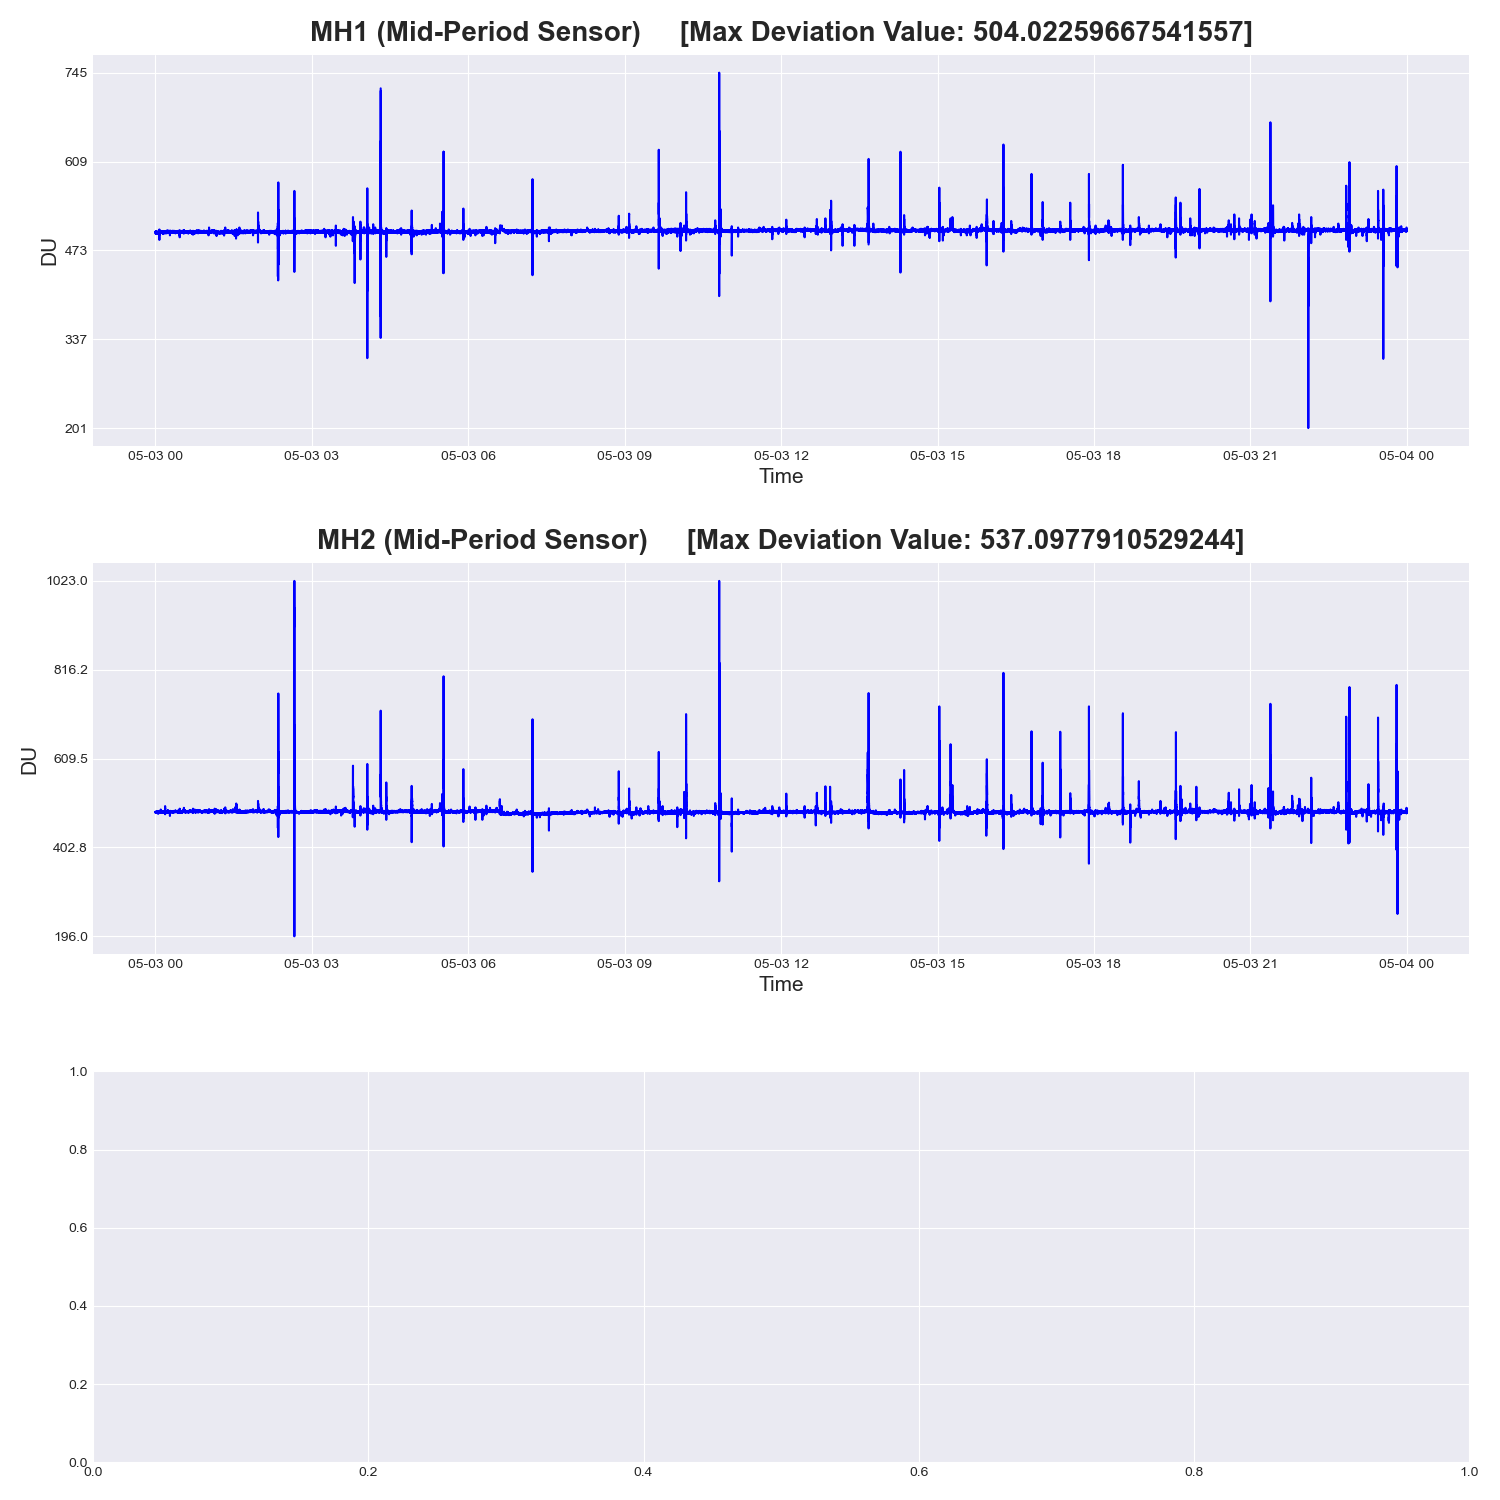 MH1 (Mid-Period Sensor) [Max Deviation Value: 504.02259667541557]
745
609
473
337
201
DU
05-03 00 05-03 03 05-03 06 05-03 09 05-03 12 05-03 15 05-03 18 05-03 21 05-04 00
Time
MH2 (Mid-Period Sensor) [Max Deviation Value: 537.0977910529244]
1023.0
816.2
609.5
402.8
196.0
DU
05-03 00 05-03 03 05-03 06 05-03 09 05-03 12 05-03 15 05-03 18 05-03 21 05-04 00
Time
1.0
0.8
0.6
0.4
0.2
0.0
0.0 0.2 0.4 0.6 0.8 1.0